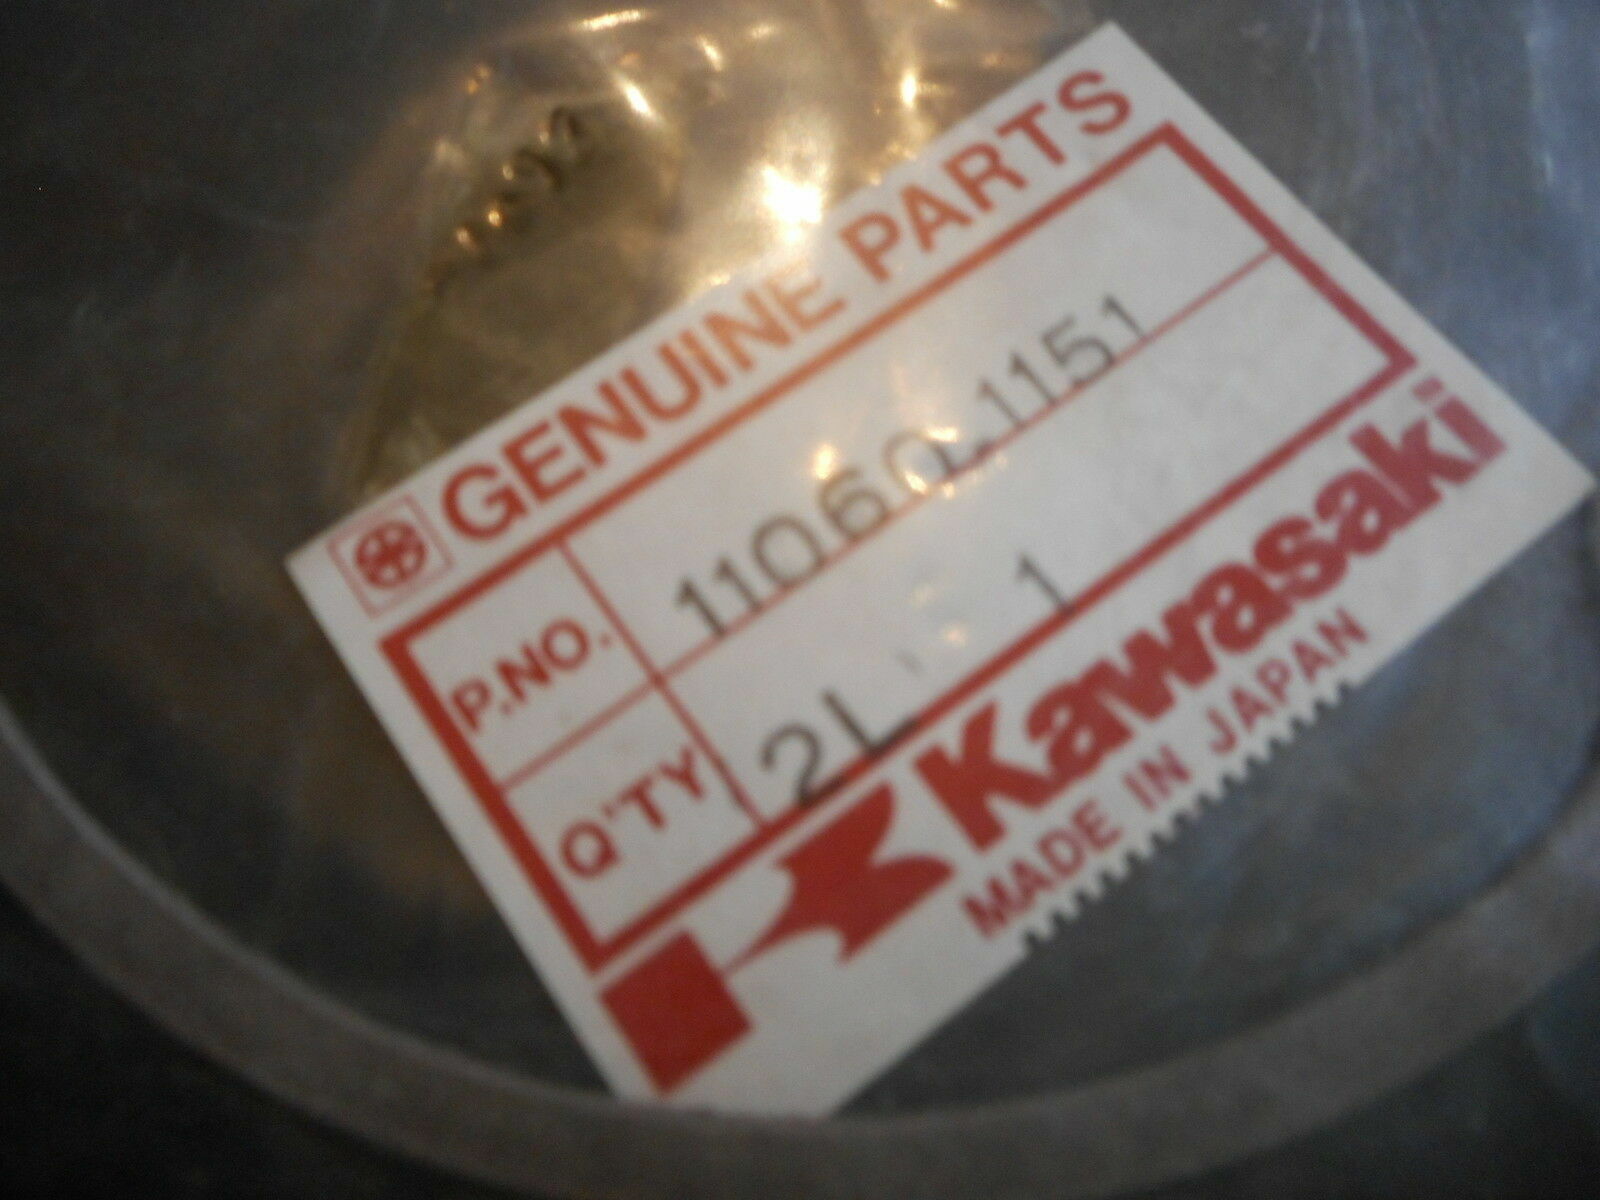 GENUINE PARTS
P.NO. 11060-1151
Q'TY 2L 1
Kawasaki
MADE IN JAPAN